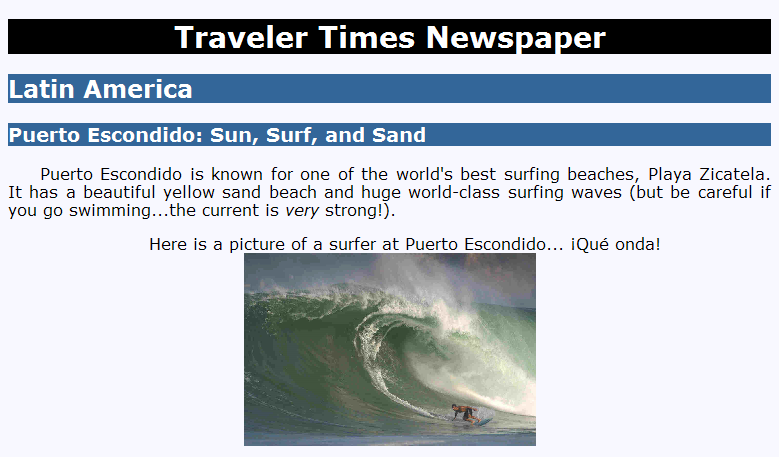 Traveler Times Newspaper
Latin America
Puerto Escondido: Sun, Surf, and Sand
Puerto Escondido is known for one of the world's best surfing beaches, Playa Zicatela.
It has a beautiful yellow sand beach and huge world-class surfing waves (but be careful if
you go swimming...the current is very strong!).
Here is a picture of a surfer at Puerto Escondido... ¡Qué onda!